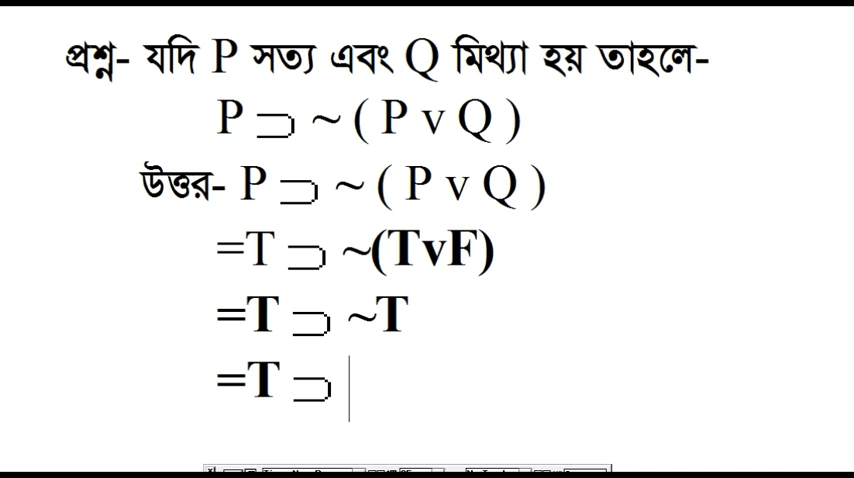 প্রশ্ন- যদি P সত্য এবং Q মিথ্যা হয় তাহলে-
P ⊃ ~ ( P v Q )
উত্তর- P ⊃ ~ ( P v Q )
=T ⊃ ~(TvF)
=T ⊃ ~T
=T ⊃